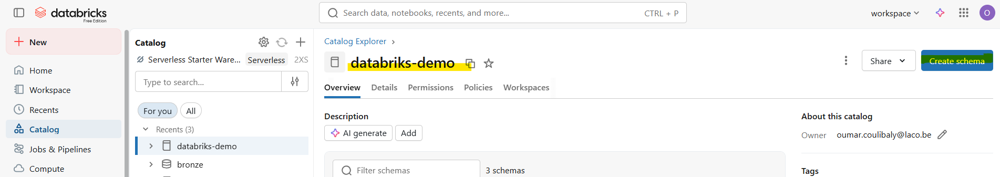 databricks
Free Edition
Search data, notebooks, recents, and more...
CTRL + P
workspace
O
New
Home
Workspace
Recents
Catalog
Jobs & Pipelines
Compute
Catalog
Serverless Starter Ware... Serverless 2XS
Type to search...
For you All
Recents (3)
databriks-demo
bronze
Catalog Explorer ›
databriks-demo
Share
Create schema
Overview Details Permissions Policies Workspaces
Description
AI generate Add
Filter schemas
3 schemas
About this catalog
Owner oumar.coulibaly@laco.be
Tags